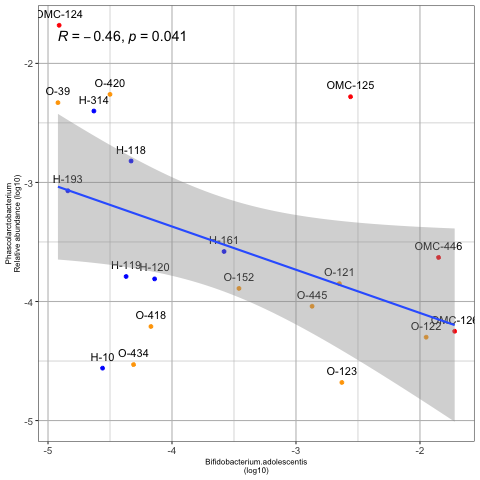 OMC-124
R = −0.46, p = 0.041
O-39
O-420
H-314
OMC-125
H-118
H-193
H-161
OMC-446
H-119
H-120
O-152
O-121
O-445
O-418
O-122
H-10
O-434
O-123
-2
-3
-4
-5
Phascolarctobacterium
Relative abundance (log10)
-5
-4
-3
-2
Bifidobacterium.adolescentis
(log10)